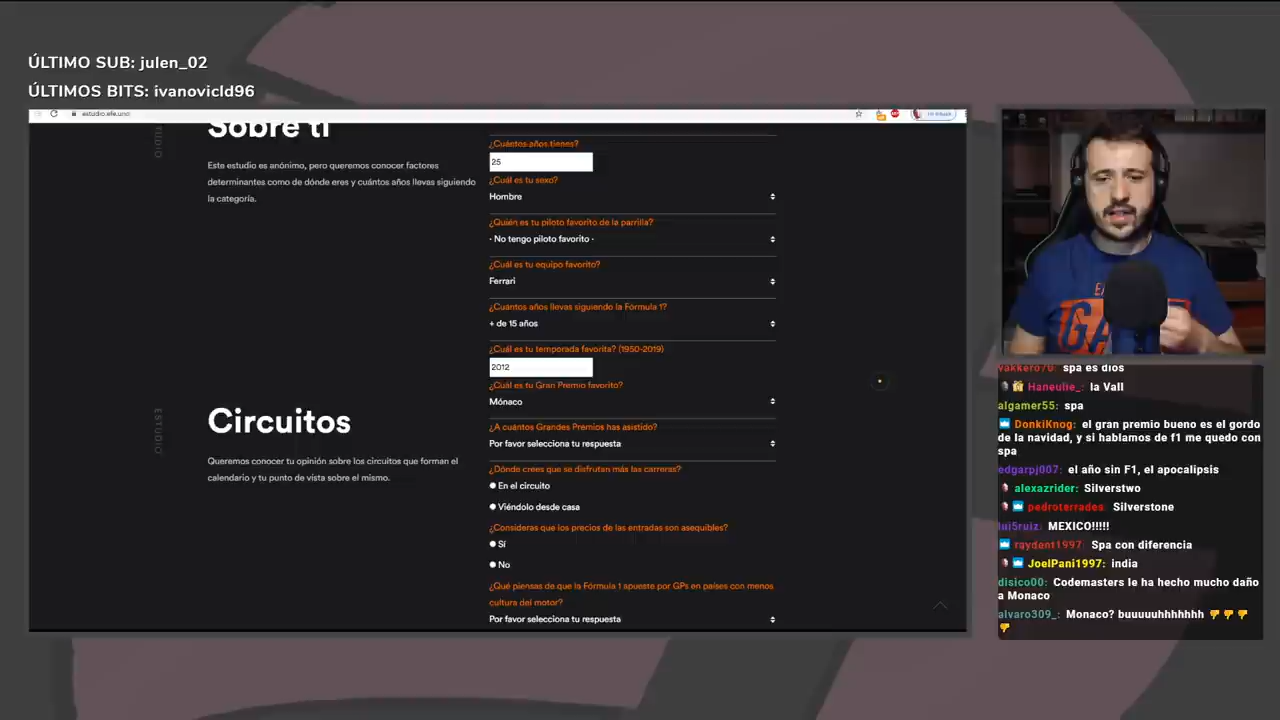 ÚLTIMO SUB: julen_02
ÚLTIMOS BITS: ivanovicld96
estudio.efe.uno
Sobre ti
Este estudio es anónimo, pero queremos conocer factores
determinantes como de dónde eres y cuántos años llevas siguiendo
la categoría.
¿Cuántos años tienes?
25
¿Cuál es tu sexo?
Hombre
¿Quién es tu piloto favorito de la parrilla?
- No tengo piloto favorito -
¿Cuál es tu equipo favorito?
Ferrari
¿Cuántos años llevas siguiendo la Fórmula 1?
+ de 15 años
¿Cuál es tu temporada favorita? (1950-2019)
2012
¿Cuál es tu Gran Premio favorito?
Mónaco
ESTUDIO
Circuitos
Queremos conocer tu opinión sobre los circuitos que forman el
calendario y tu punto de vista sobre el mismo.
¿A cuántos Grandes Premios has asistido?
Por favor selecciona tu respuesta
¿Dónde crees que se disfrutan más las carreras?
En el circuito
Viéndolo desde casa
¿Consideras que los precios de las entradas son asequibles?
Sí
No
¿Qué piensas de que la Fórmula 1 apueste por GPs en países con menos
cultura del motor?
Por favor selecciona tu respuesta
vakkero70: spa es dios
Haneulie_: la Vall
algamer55: spa
DonkiKnog: el gran premio bueno es el gordo
de la navidad, y si hablamos de f1 me quedo con
spa
edgarpj007: el año sin F1, el apocalipsis
alexazrider: Silverstwo
pedroterrades: Silverstone
lui5ruiz: MEXICO!!!!!
raydent1997: Spa con diferencia
JoelPani1997: india
disico00: Codemasters le ha hecho mucho daño
a Monaco
alvaro309_: Monaco? buuuuuhhhhhhh